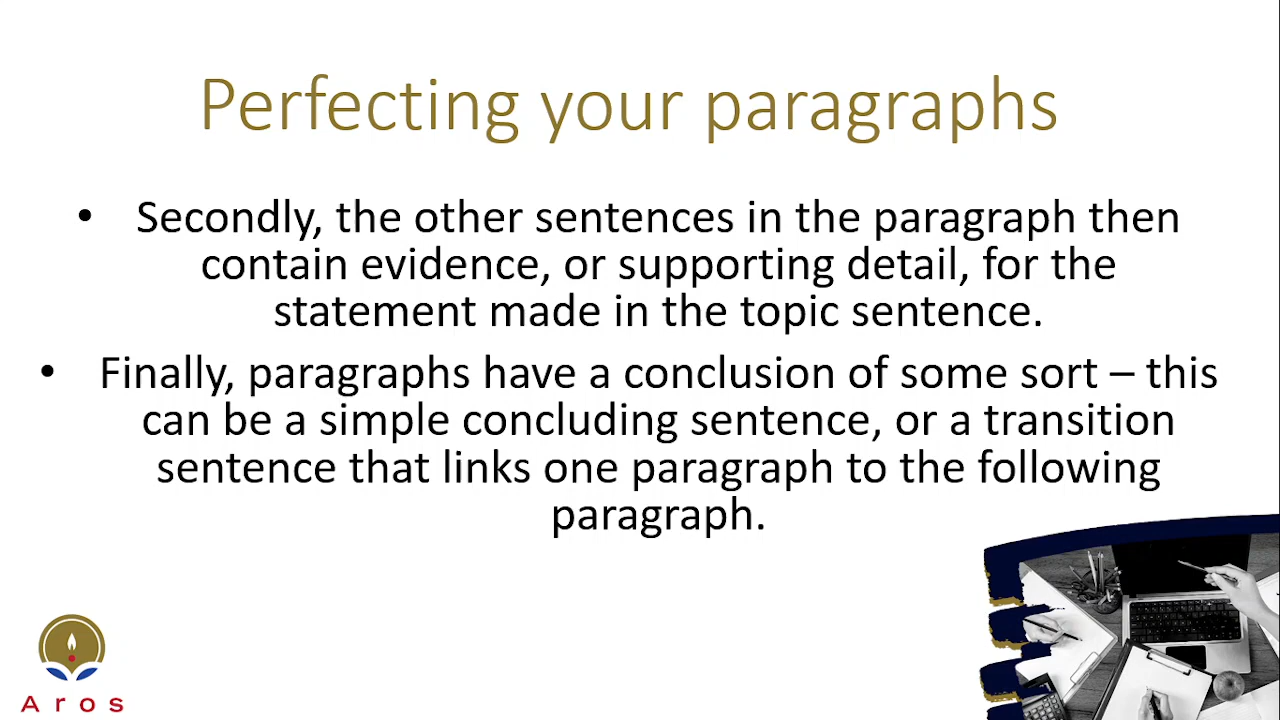 Perfecting your paragraphs
• Secondly, the other sentences in the paragraph then
contain evidence, or supporting detail, for the
statement made in the topic sentence.
• Finally, paragraphs have a conclusion of some sort – this
can be a simple concluding sentence, or a transition
sentence that links one paragraph to the following
paragraph.
Aros